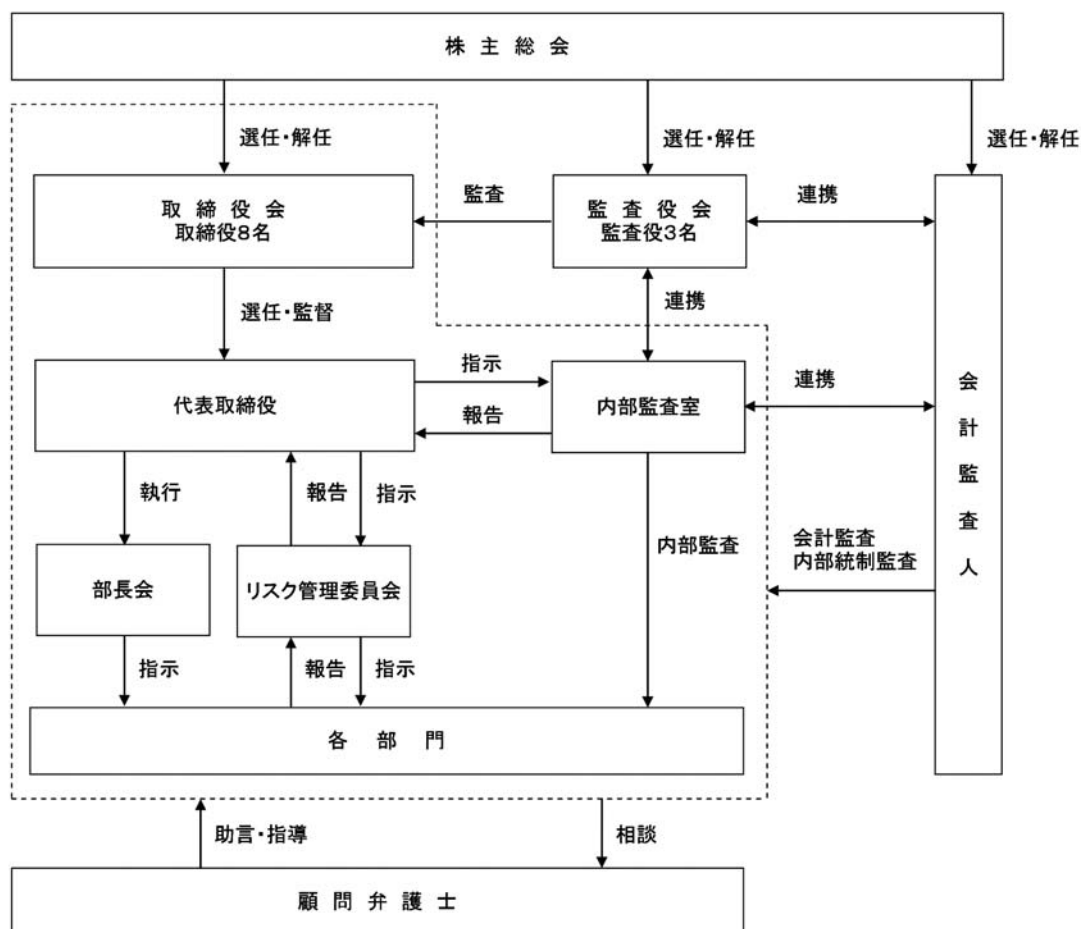 株主総会
選任・解任
選任・解任
選任・解任
取締役会
取締役8名
監査
監査役会
監査役3名
連携
選任・監督
連携
代表取締役
指示
報告
内部監査室
連携
会計監査人
執行
報告
指示
内部監査
会計監査
内部統制監査
部長会
リスク管理委員会
指示
報告
指示
各部門
助言・指導
相談
顧問弁護士